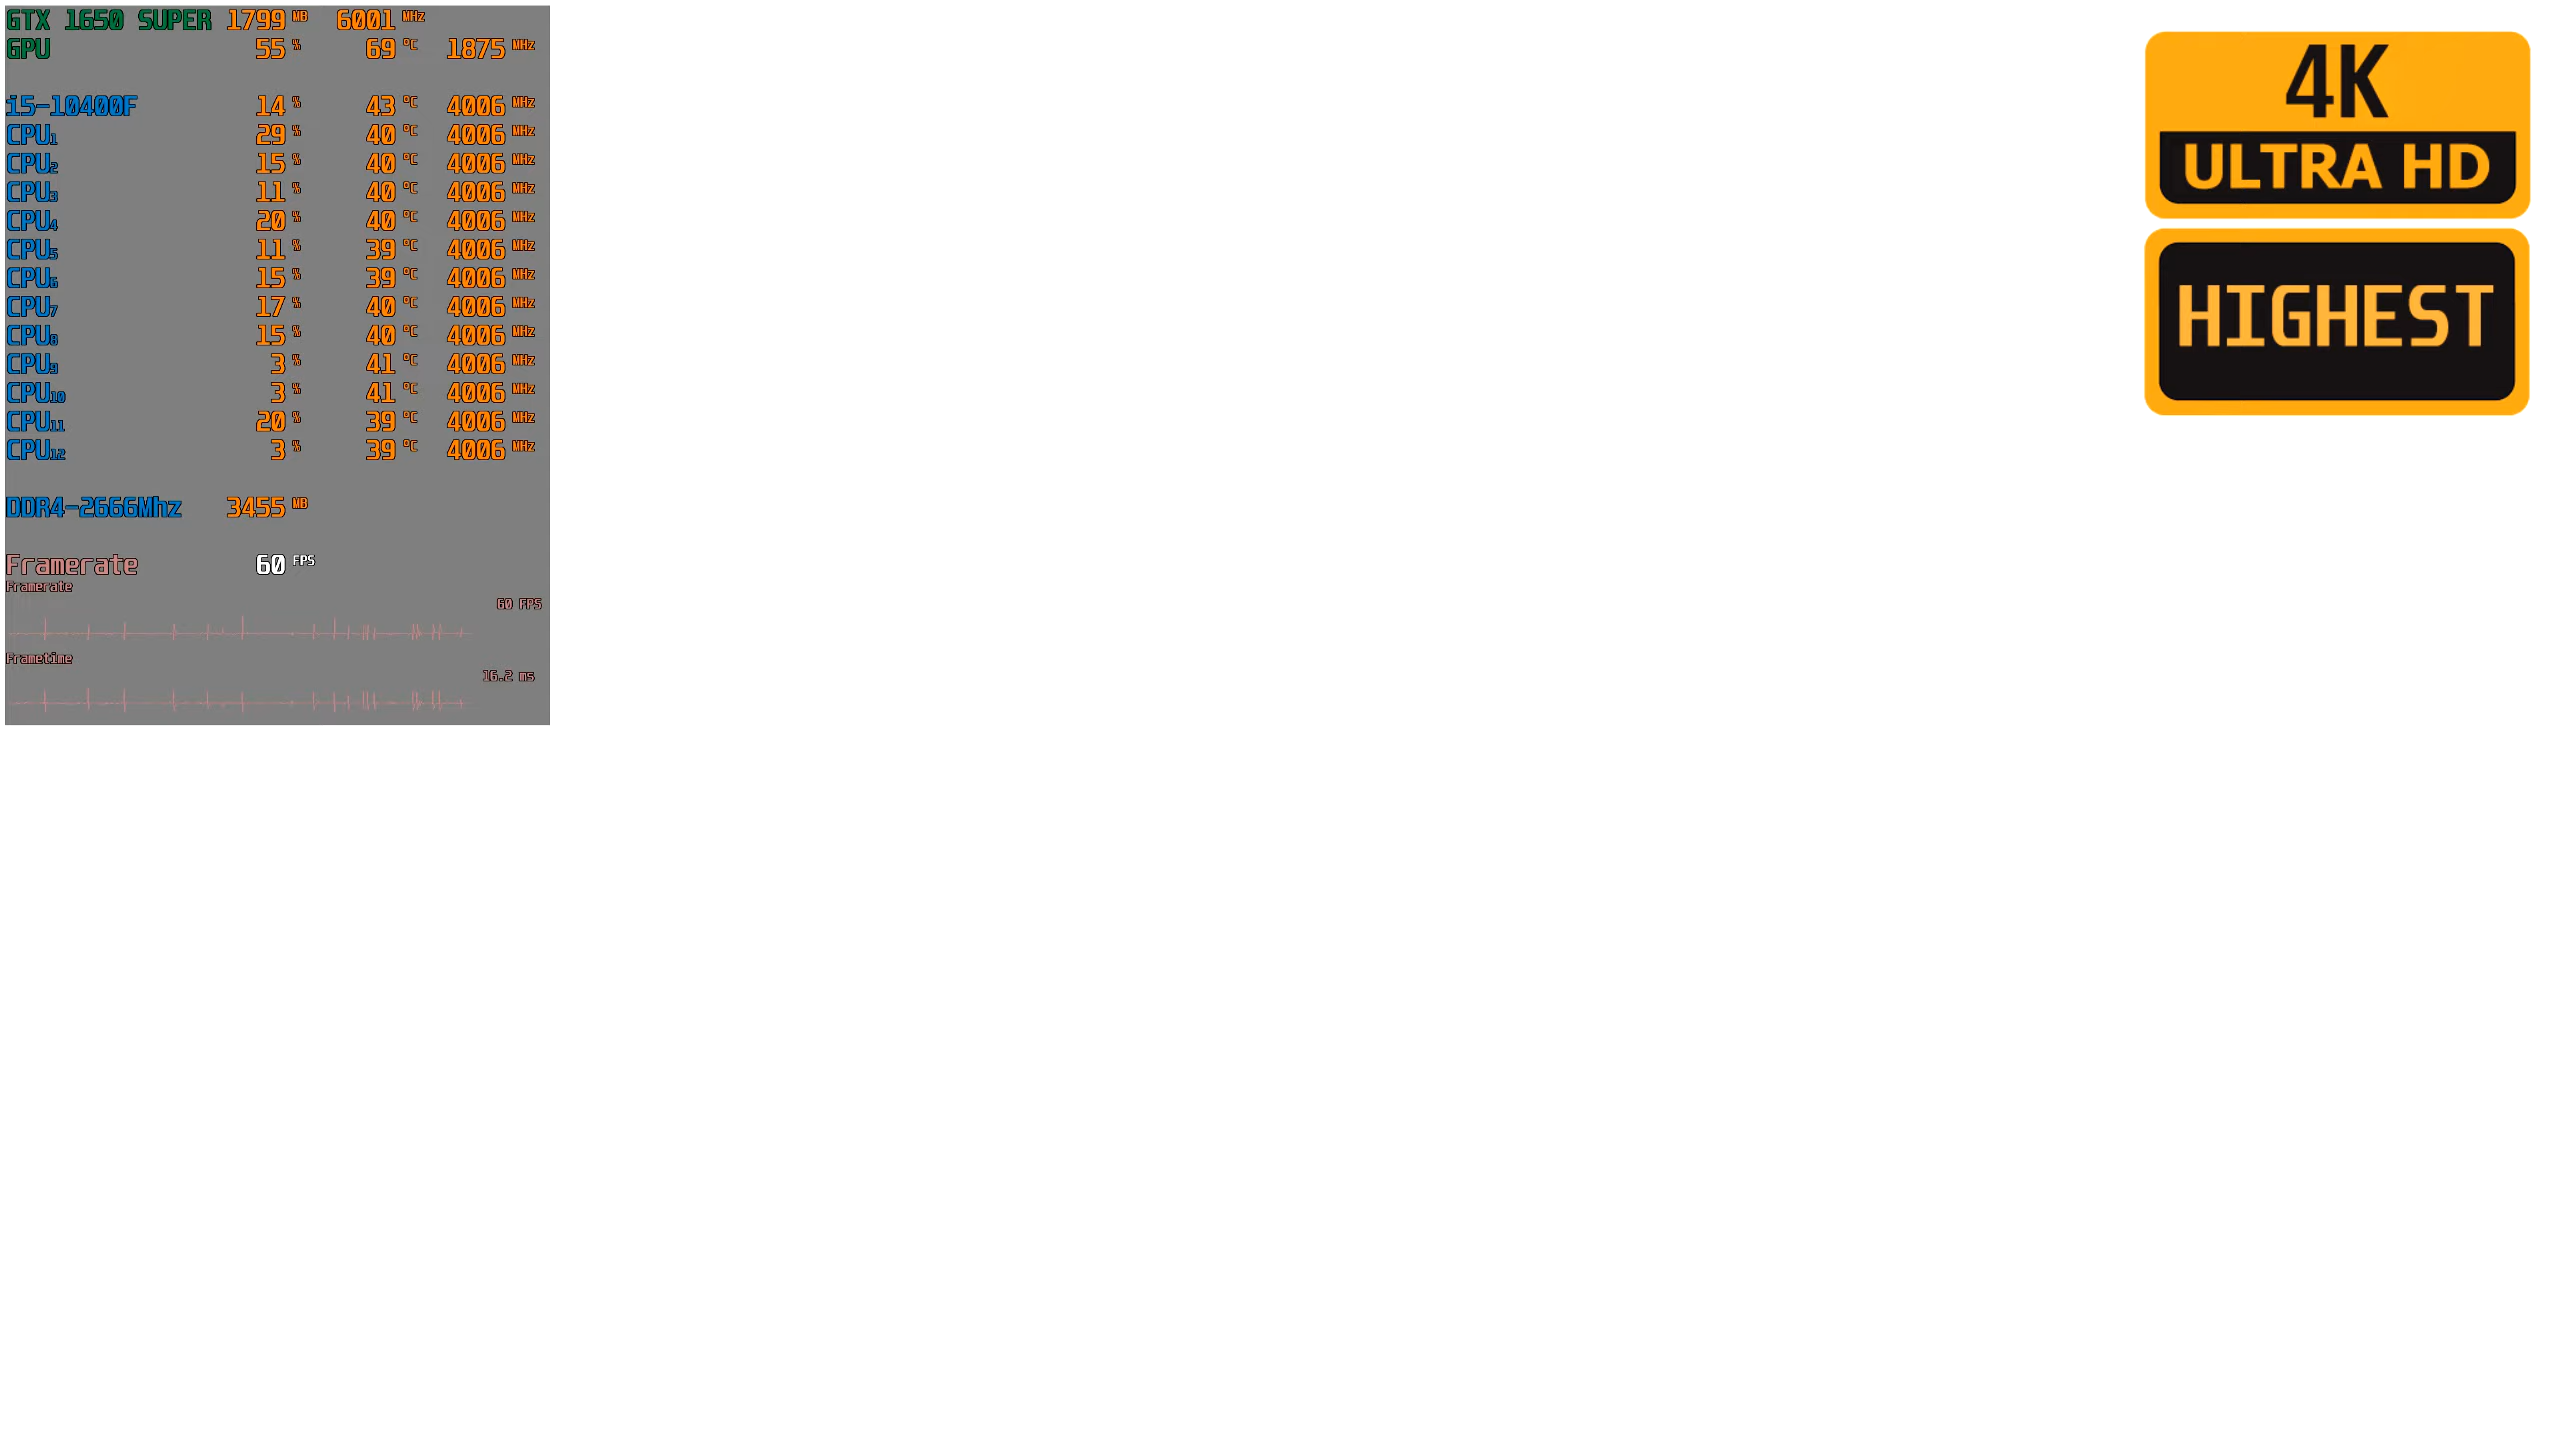 GTX 1650 SUPER 1799 MB 6001 MHz
GPU 55 % 69 °C 1875 MHz
i5-10400F 14 % 43 °C 4006 MHz
CPU1 29 % 40 °C 4006 MHz
CPU2 15 % 40 °C 4006 MHz
CPU3 11 % 40 °C 4006 MHz
CPU4 20 % 40 °C 4006 MHz
CPU5 11 % 39 °C 4006 MHz
CPU6 15 % 39 °C 4006 MHz
CPU7 17 % 40 °C 4006 MHz
CPU8 15 % 40 °C 4006 MHz
CPU9 3 % 41 °C 4006 MHz
CPU10 3 % 41 °C 4006 MHz
CPU11 20 % 39 °C 4006 MHz
CPU12 3 % 39 °C 4006 MHz
DDR4-2666Mhz 3455 MB
Framerate 60 FPS
Framerate
60 FPS
Frametime
16.2 ms
4K
ULTRA HD
HIGHEST